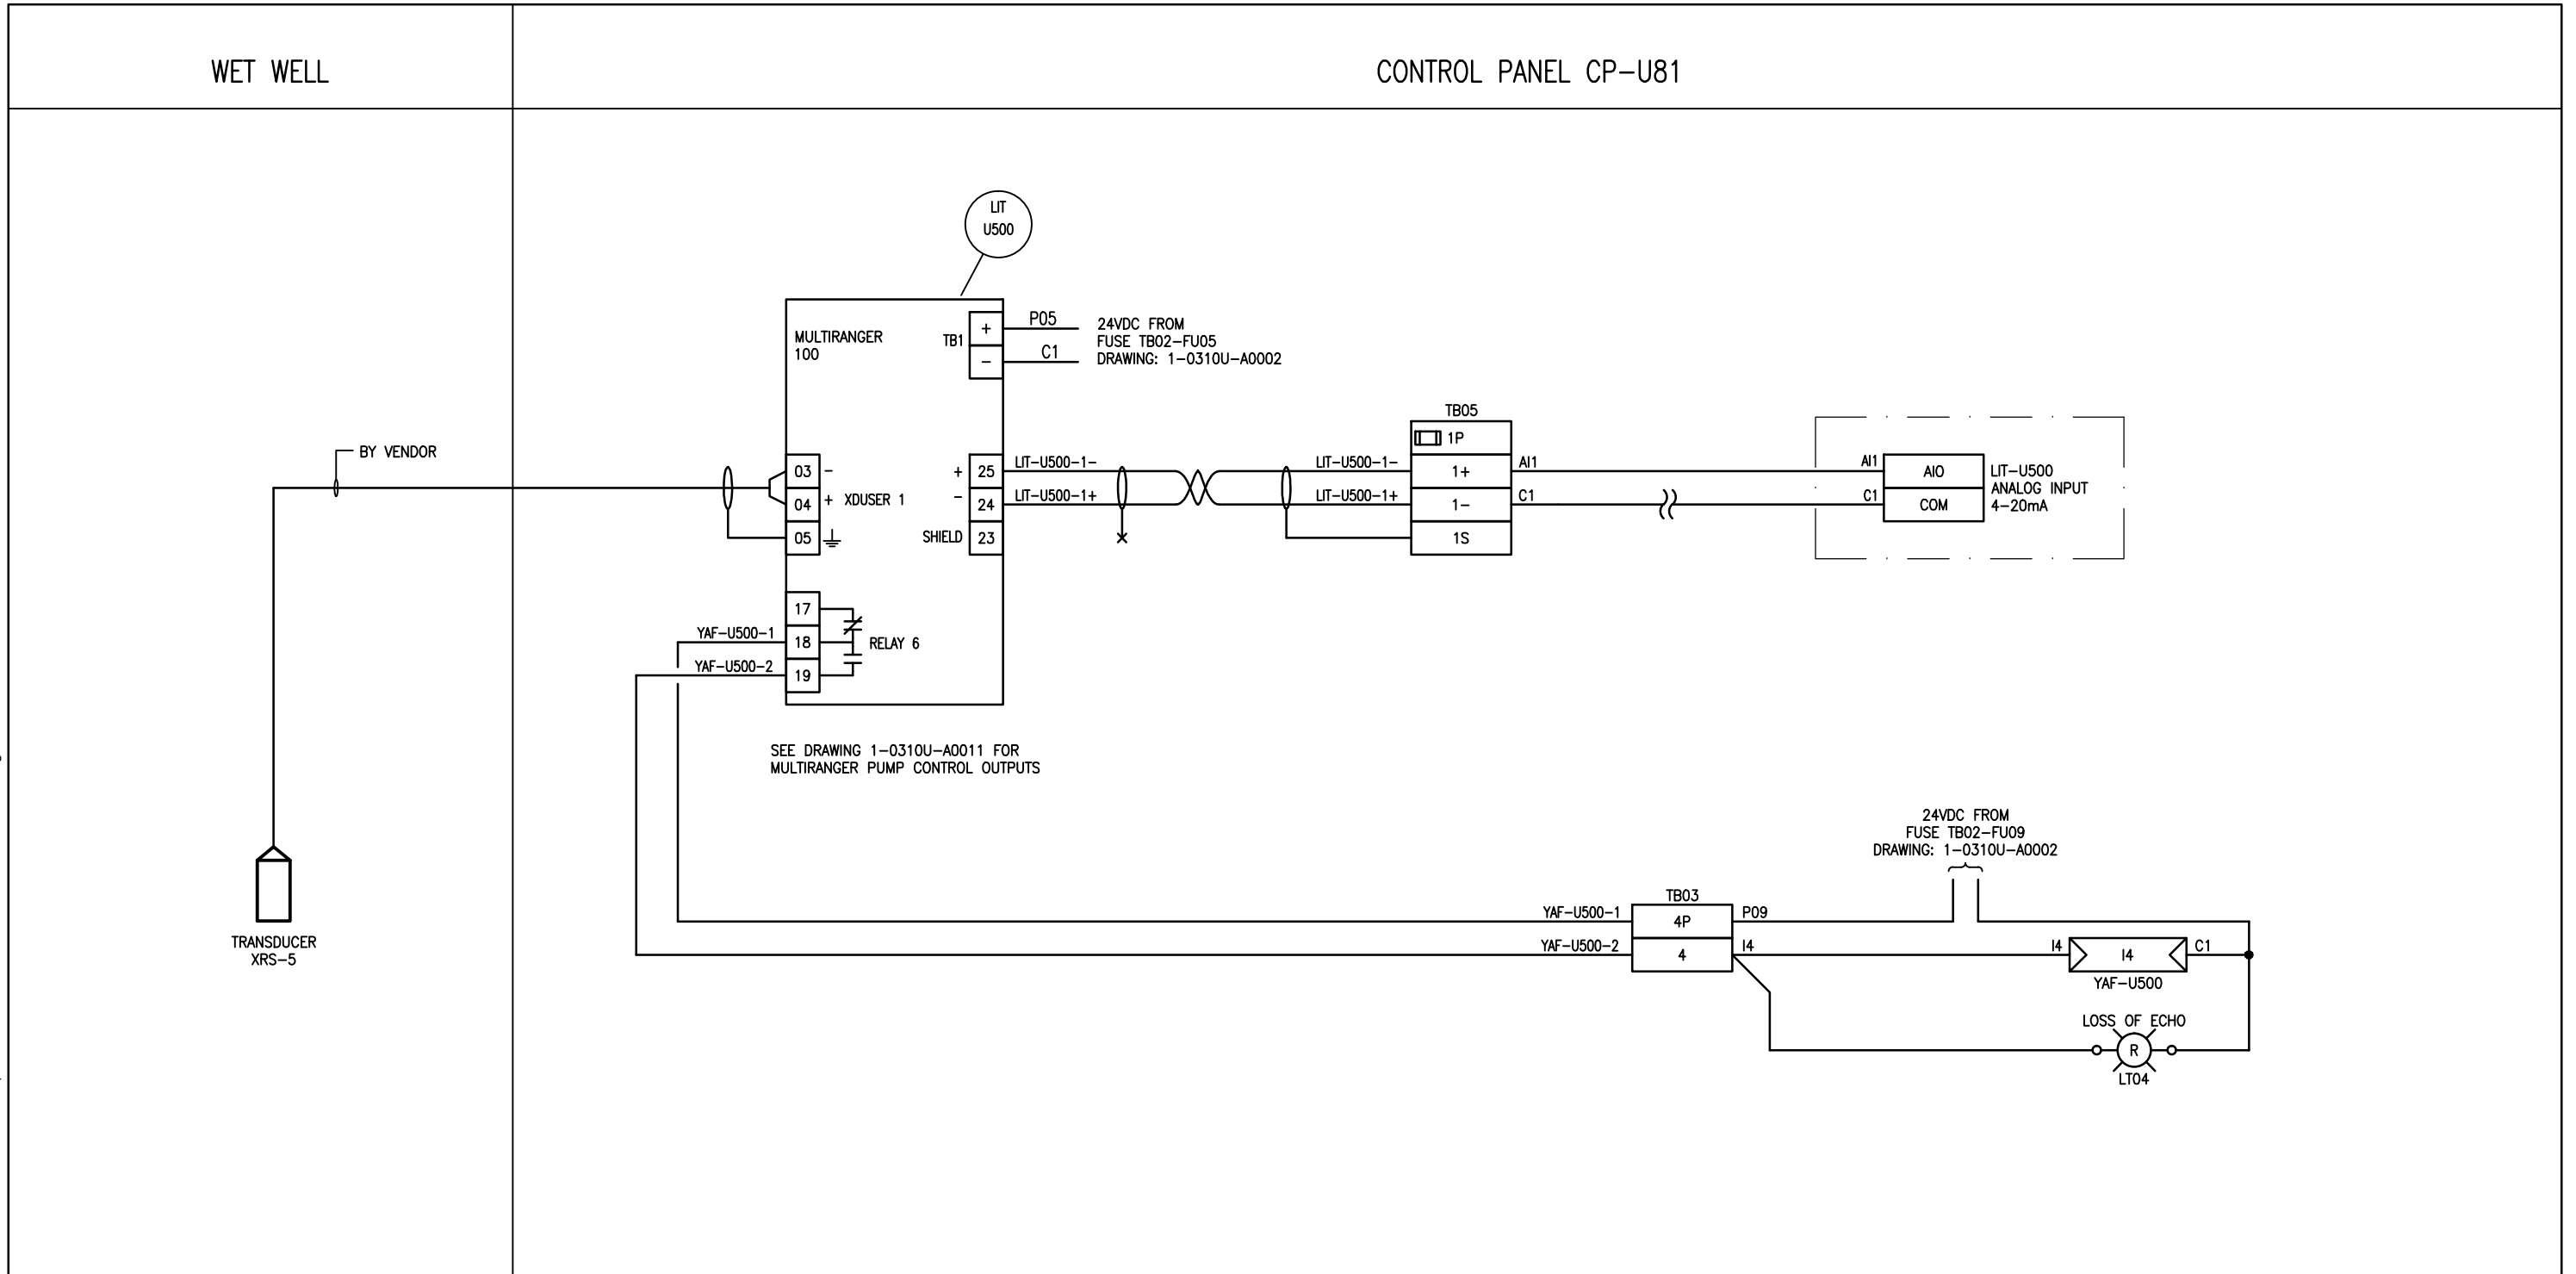 WET WELL
CONTROL PANEL CP-U81
LIT
U500
MULTIRANGER
100
TB1
+
-
P05
C1
24VDC FROM
FUSE TB02-FU05
DRAWING: 1-0310U-A0002
BY VENDOR
03 -
04 + XDUSER 1
05
+ 25 LIT-U500-1-
- 24 LIT-U500-1+
SHIELD 23
LIT-U500-1-
LIT-U500-1+
TB05
1P
1+ AI1
1- C1
1S
AI1 AI0
C1 COM
LIT-U500
ANALOG INPUT
4-20mA
17
YAF-U500-1 18
YAF-U500-2 19
RELAY 6
SEE DRAWING 1-0310U-A0011 FOR
MULTIRANGER PUMP CONTROL OUTPUTS
TRANSDUCER
XRS-5
24VDC FROM
FUSE TB02-FU09
DRAWING: 1-0310U-A0002
TB03
YAF-U500-1 4P P09
YAF-U500-2 4 I4
I4 I4 C1
YAF-U500
LOSS OF ECHO
R
LT04